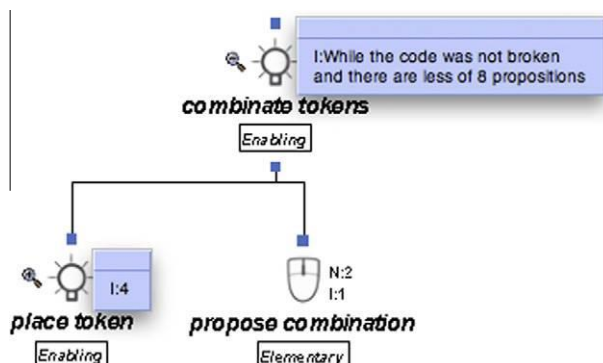 I:While the code was not broken
and there are less of 8 propositions
combinate tokens
Enabling
I:4
N:2
I:1
place token
propose combination
Enabling
Elementary